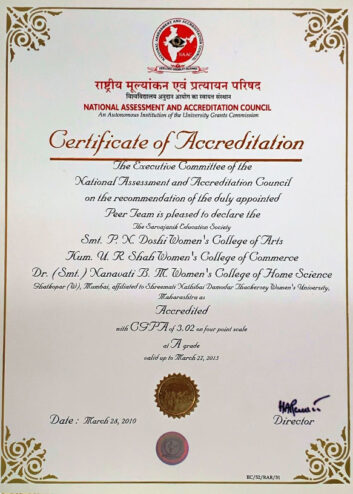 राष्ट्रीय मूल्यांकन एवं प्रत्यायन परिषद
विश्वविद्यालय अनुदान आयोग का स्वायत्त संस्थान
NATIONAL ASSESSMENT AND ACCREDITATION COUNCIL
An Autonomous Institution of the University Grants Commission
Certificate of Accreditation
The Executive Committee of the
National Assessment and Accreditation Council
on the recommendation of the duly appointed
Peer Team is pleased to declare the
The Sarvajanik Education Society
Smt. P. N. Doshi Women's College of Arts
Kum. U. R. Shah Women's College of Commerce
Dr. (Smt.) Nanavati B. M. Women's College of Home Science
Ghatkopar (W), Mumbai, affiliated to Shreemati Nathibai Damodar Thackersey Women's University,
Maharashtra as
Accredited
with CGPA of 3.02 on four point scale
at A grade
valid up to March 27, 2015
Date : March 28, 2010
Director
EC/52/RAR/31